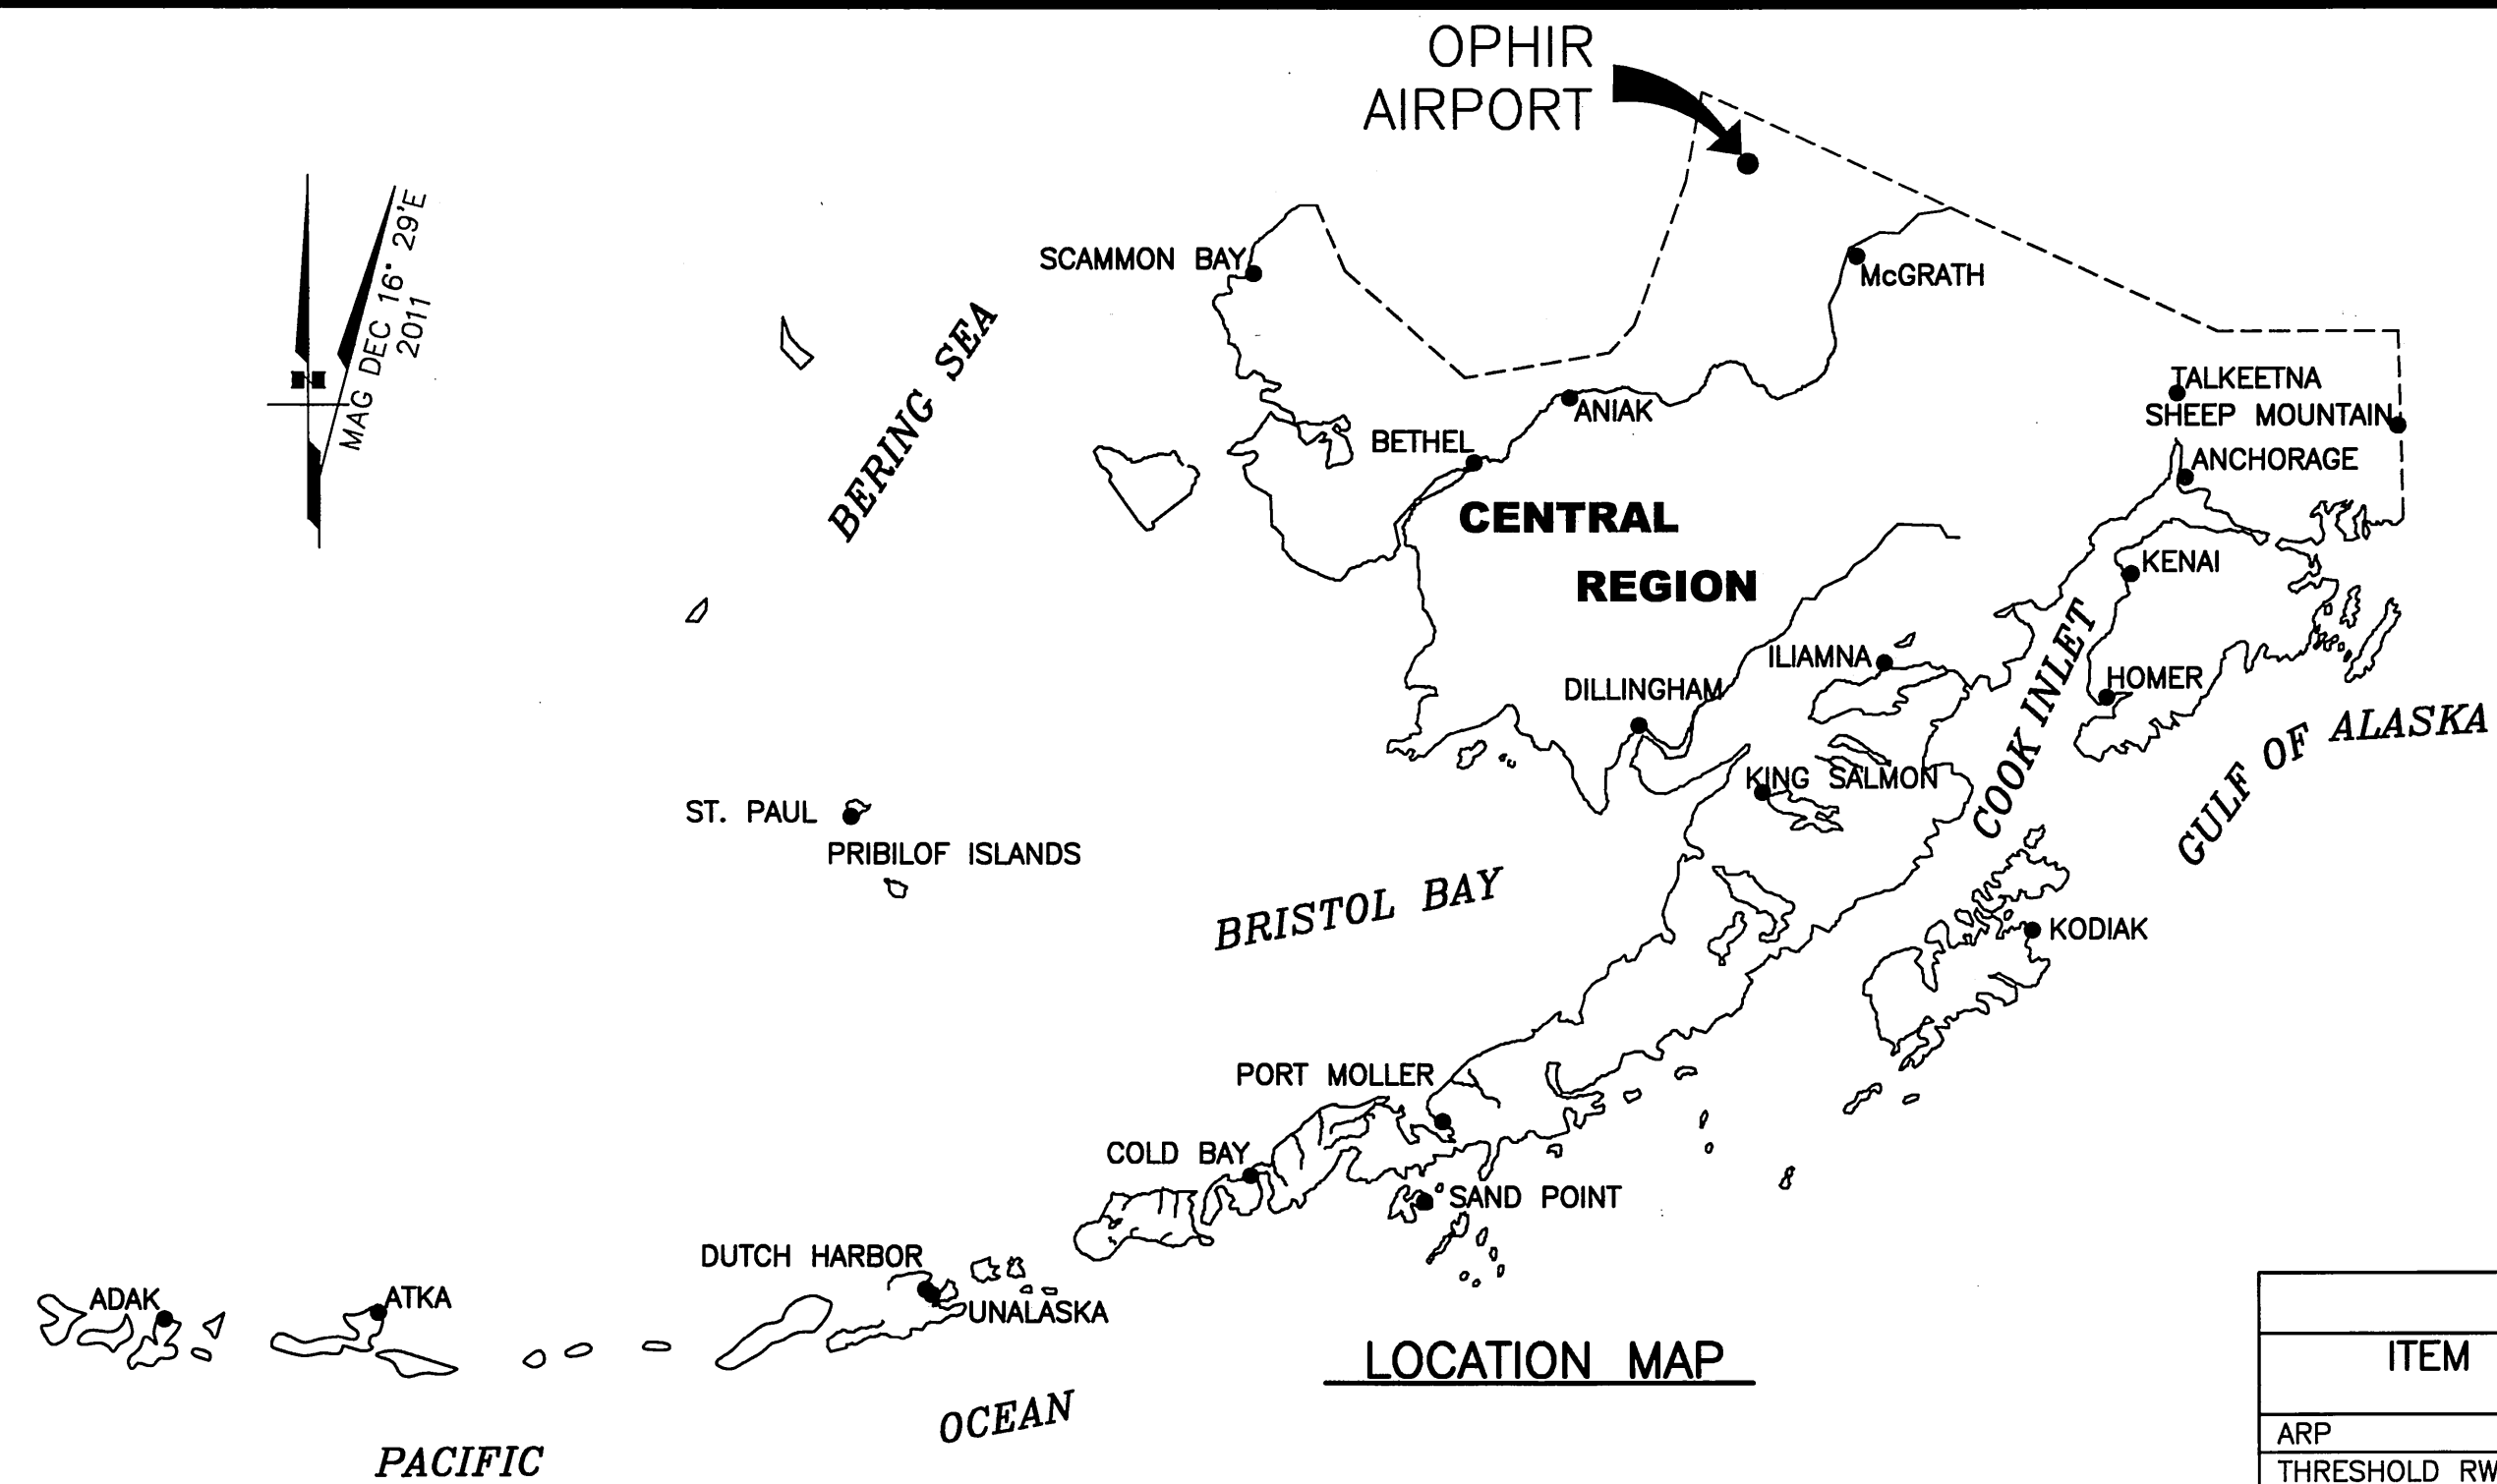 OPHIR
AIRPORT
MAG DEC 16° 29'E
2011
SCAMMON BAY
McGRATH
BERING SEA
TALKEETNA
SHEEP MOUNTAIN
ANIAK
BETHEL
ANCHORAGE
CENTRAL
REGION
KENAI
ILIAMNA
DILLINGHAM
HOMER
COOK INLET
GULF OF ALASKA
KING SALMON
ST. PAUL
PRIBILOF ISLANDS
BRISTOL BAY
KODIAK
PORT MOLLER
COLD BAY
SAND POINT
DUTCH HARBOR
UNALASKA
ADAK
ATKA
LOCATION MAP
PACIFIC
OCEAN
ITEM
ARP
THRESHOLD RW